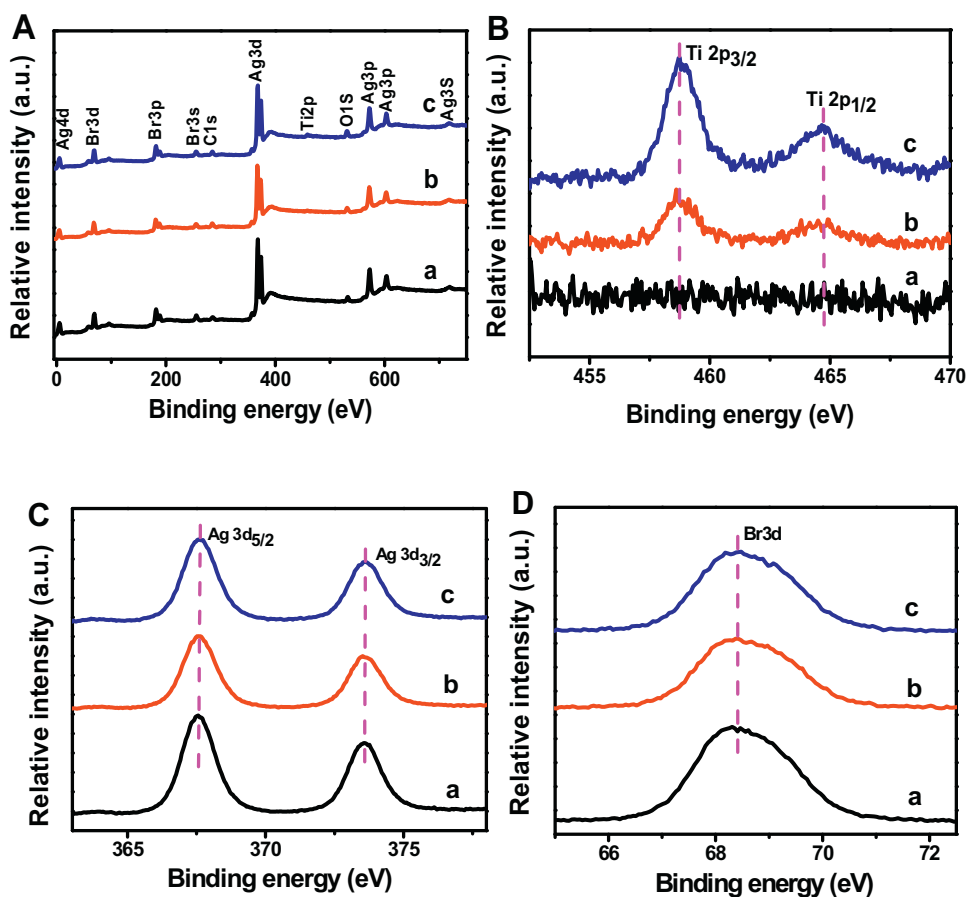 A
Relative intensity (a.u.)
Ag4d
Br3d
Br3p
Br3s
C1s
Ag3d
Ti2p
O1S
Ag3p
Ag3p
Ag3S
c
b
a
0 200 400 600
Binding energy (eV)
B
Relative intensity (a.u.)
Ti 2p3/2
Ti 2p1/2
c
b
a
455 460 465 470
Binding energy (eV)
C
Relative intensity (a.u.)
Ag 3d5/2
Ag 3d3/2
c
b
a
365 370 375
Binding energy (eV)
D
Relative intensity (a.u.)
Br3d
c
b
a
66 68 70 72
Binding energy (eV)